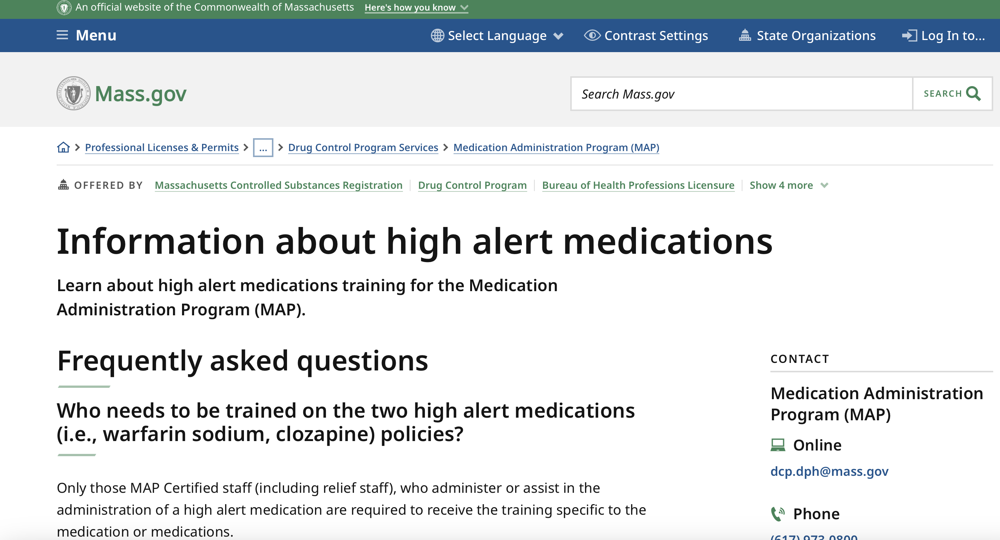 An official website of the Commonwealth of Massachusetts Here's how you know
Menu Select Language Contrast Settings State Organizations Log In to...
Mass.gov Search Mass.gov SEARCH
Professional Licenses & Permits ... Drug Control Program Services Medication Administration Program (MAP)
OFFERED BY Massachusetts Controlled Substances Registration Drug Control Program Bureau of Health Professions Licensure Show 4 more
Information about high alert medications
Learn about high alert medications training for the Medication
Administration Program (MAP).
Frequently asked questions
Who needs to be trained on the two high alert medications
(i.e., warfarin sodium, clozapine) policies?
Only those MAP Certified staff (including relief staff), who administer or assist in the
administration of a high alert medication are required to receive the training specific to the
medication or medications.
CONTACT
Medication Administration
Program (MAP)
Online
dcp.dph@mass.gov
Phone
(617) 973-0800